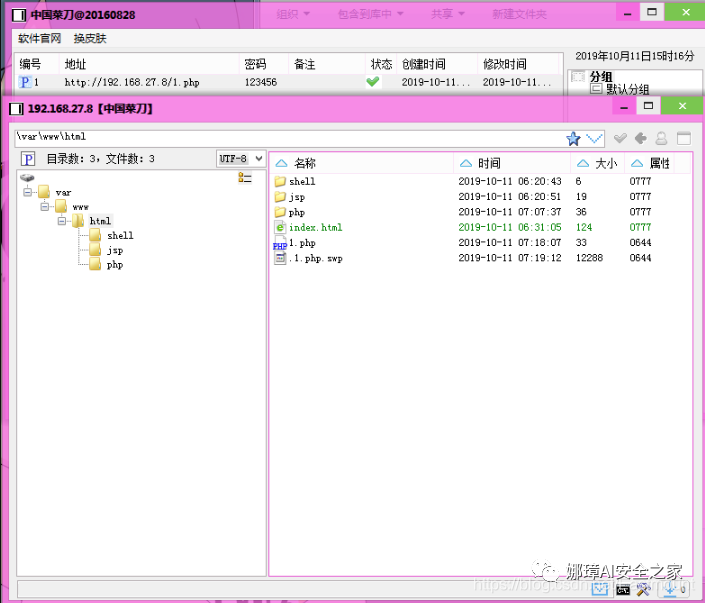 中国菜刀@20160828
组织 包含到库中 共享 新建文件夹
软件官网 换皮肤
2019年10月11日15时16分
编号 地址 密码 备注 状态 创建时间 修改时间
P 1 http://192.168.27.8/1.php 123456 2019-10-11... 2019-10-11...
分组
默认分组
192.168.27.8【中国菜刀】
\var\www\html
P 目录数：3，文件数：3 UTF-8
名称 时间 大小 属性
var
www
html
shell
jsp
php
shell 2019-10-11 06:20:43 6 0777
jsp 2019-10-11 06:20:51 19 0777
php 2019-10-11 07:07:37 36 0777
index.html 2019-10-11 06:31:05 124 0777
1.php 2019-10-11 07:18:07 33 0644
.1.php.swp 2019-10-11 07:19:12 12288 0644
娜璋AI安全之家